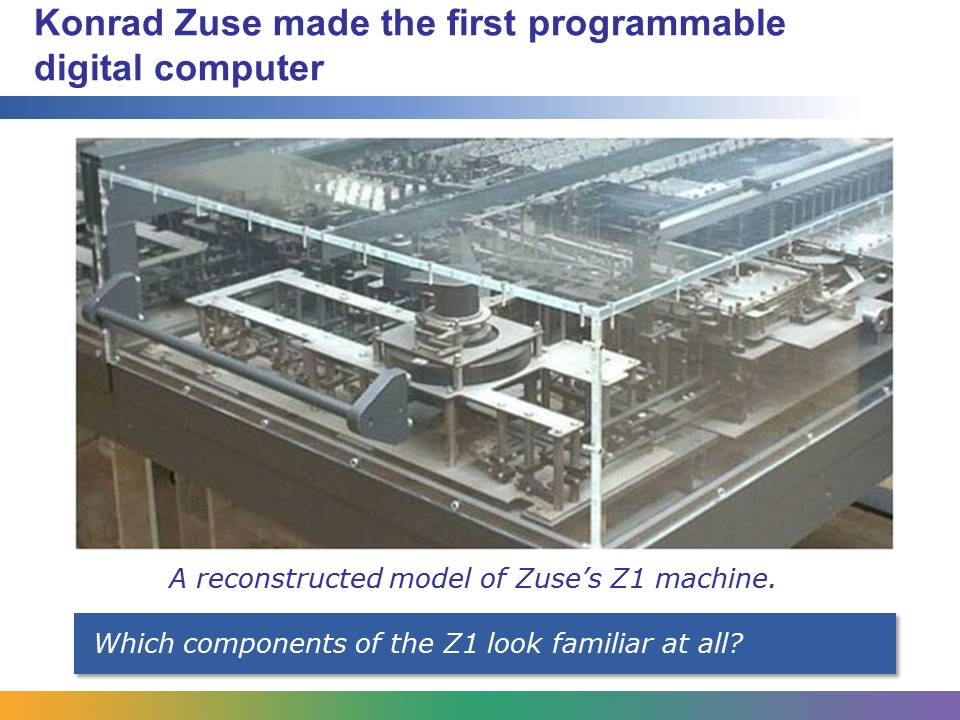 Konrad Zuse made the first programmable
digital computer
A reconstructed model of Zuse’s Z1 machine.
Which components of the Z1 look familiar at all?